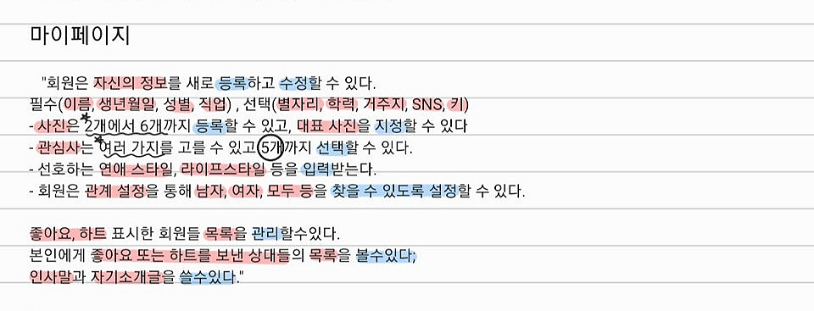 마이페이지
"회원은 자신의 정보를 새로 등록하고 수정할 수 있다.
필수(이름, 생년월일, 성별, 직업) , 선택(별자리, 학력, 거주지, SNS, 키)
- 사진은 2개에서 6개까지 등록할 수 있고, 대표 사진을 지정할 수 있다
- 관심사는 여러 가지를 고를 수 있고 5개까지 선택할 수 있다.
- 선호하는 연애 스타일, 라이프스타일 등을 입력받는다.
- 회원은 관계 설정을 통해 남자, 여자, 모두 등을 찾을 수 있도록 설정할 수 있다.
좋아요, 하트 표시한 회원들 목록을 관리할수있다.
본인에게 좋아요 또는 하트를 보낸 상대들의 목록을 볼수있다;
인사말과 자기소개글을 쓸수있다."